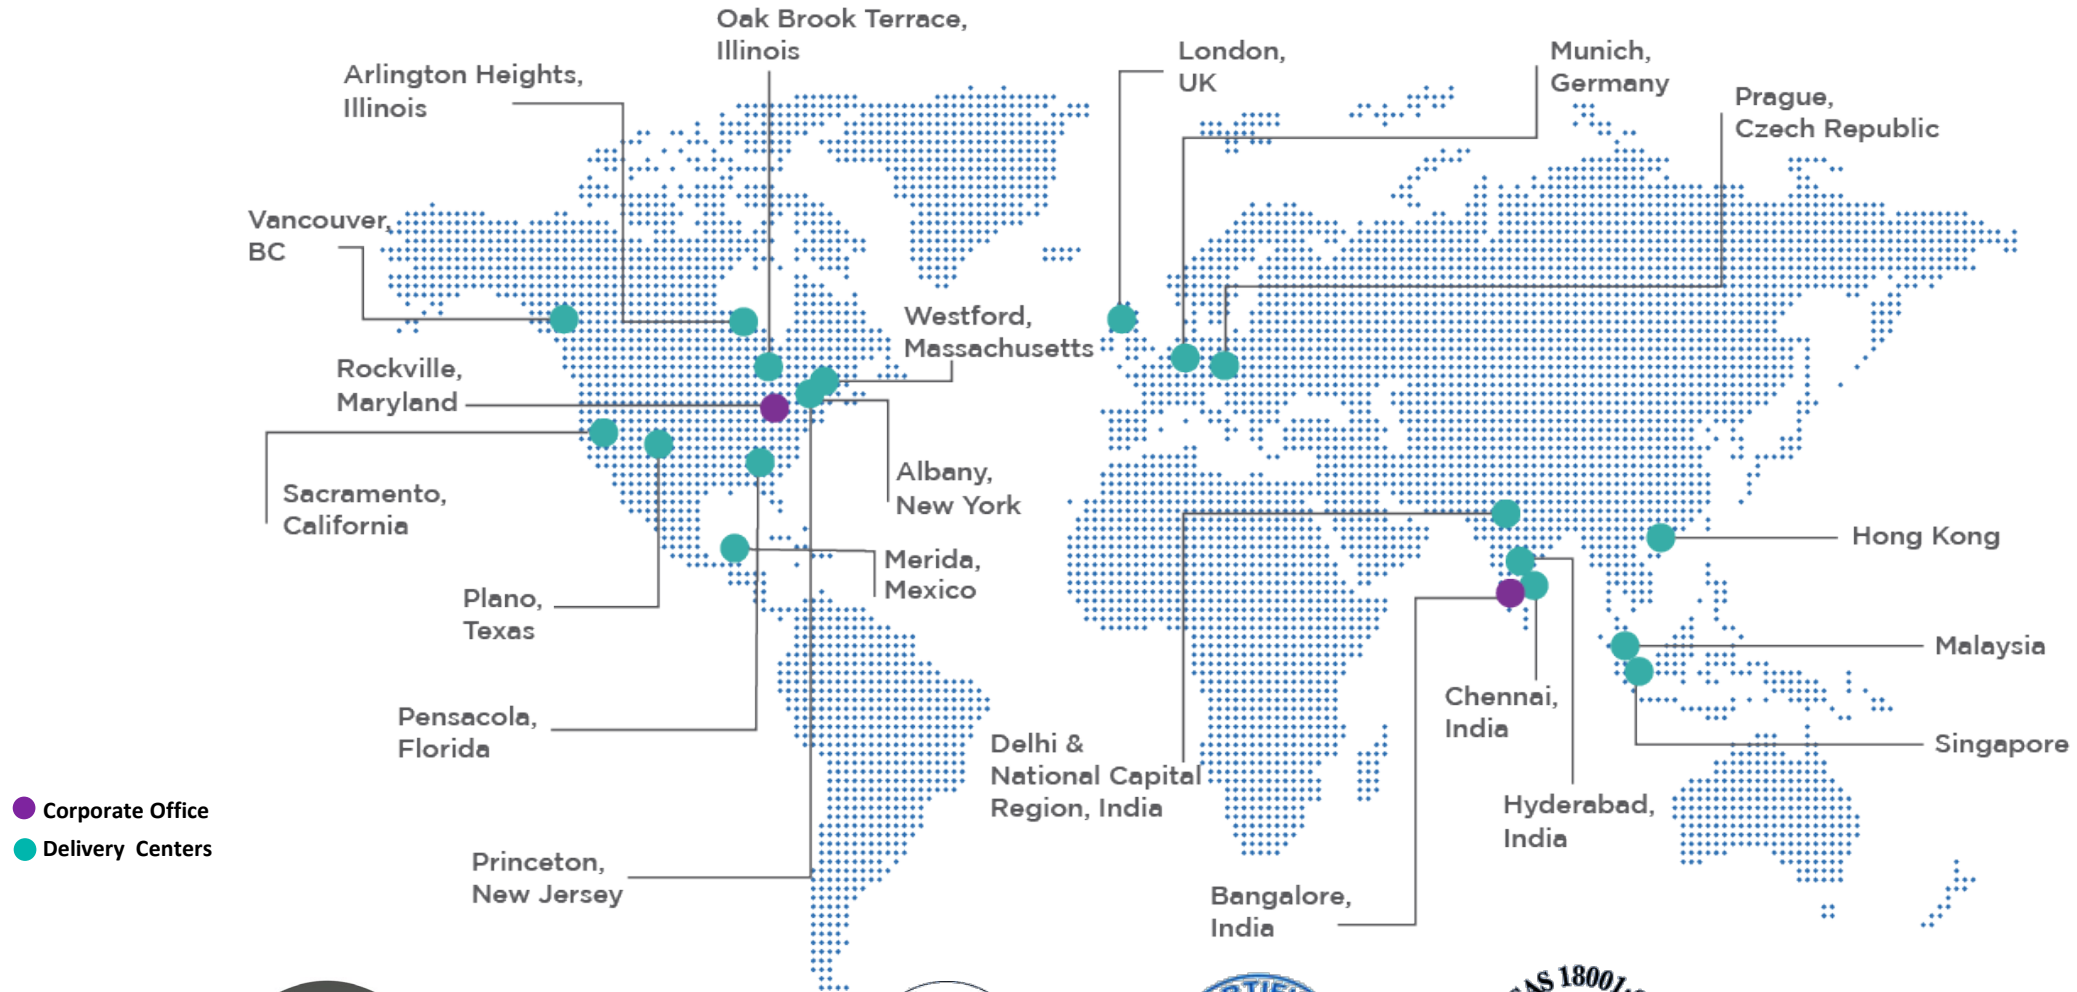 Oak Brook Terrace,
Illinois
Arlington Heights,
Illinois
London,
UK
Munich,
Germany
Prague,
Czech Republic
Vancouver,
BC
Westford,
Massachusetts
Rockville,
Maryland
Sacramento,
California
Albany,
New York
Hong Kong
Merida,
Mexico
Plano,
Texas
Malaysia
Chennai,
India
Pensacola,
Florida
Delhi &
National Capital
Region, India
Singapore
Hyderabad,
India
Corporate Office
Delivery Centers
Princeton,
New Jersey
Bangalore,
India